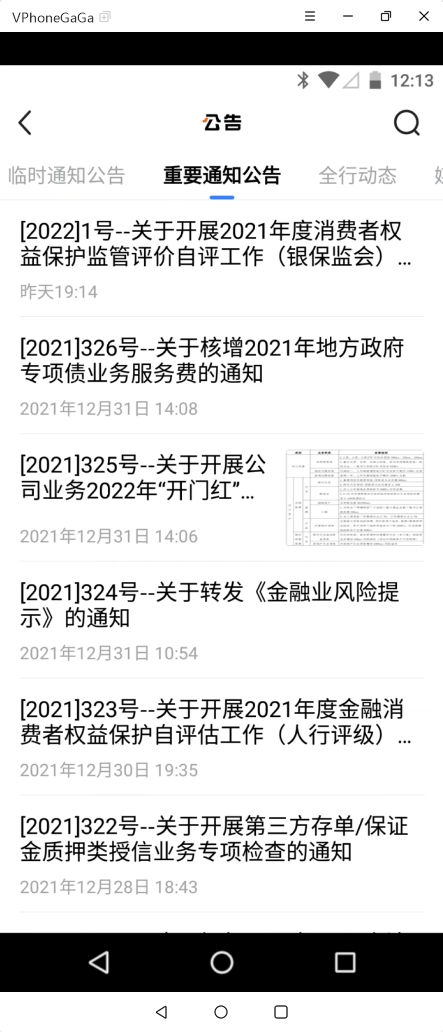 VPhoneGaGa
12:13
公告
临时通知公告 重要通知公告 全行动态
[2022]1号--关于开展2021年度消费者权
益保护监管评价自评工作（银保监会）...
昨天19:14
[2021]326号--关于核增2021年地方政府
专项债业务服务费的通知
2021年12月31日 14:08
[2021]325号--关于开展公
司业务2022年“开门红”...
2021年12月31日 14:06
[2021]324号--关于转发《金融业风险提
示》的通知
2021年12月31日 10:54
[2021]323号--关于开展2021年度金融消
费者权益保护自评估工作（人行评级）...
2021年12月30日 19:35
[2021]322号--关于开展第三方存单/保证
金质押类授信业务专项检查的通知
2021年12月28日 18:43